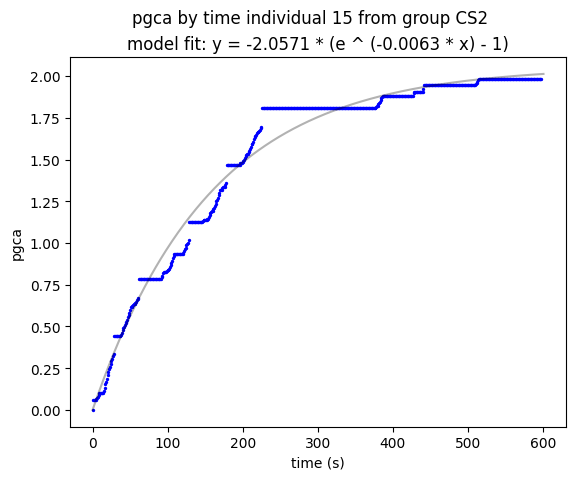 pgca by time individual 15 from group CS2
model fit: y = -2.0571 * (e ^ (-0.0063 * x) - 1)
2.00
1.75
1.50
1.25
1.00
0.75
0.50
0.25
0.00
pgca
0 100 200 300 400 500 600
time (s)